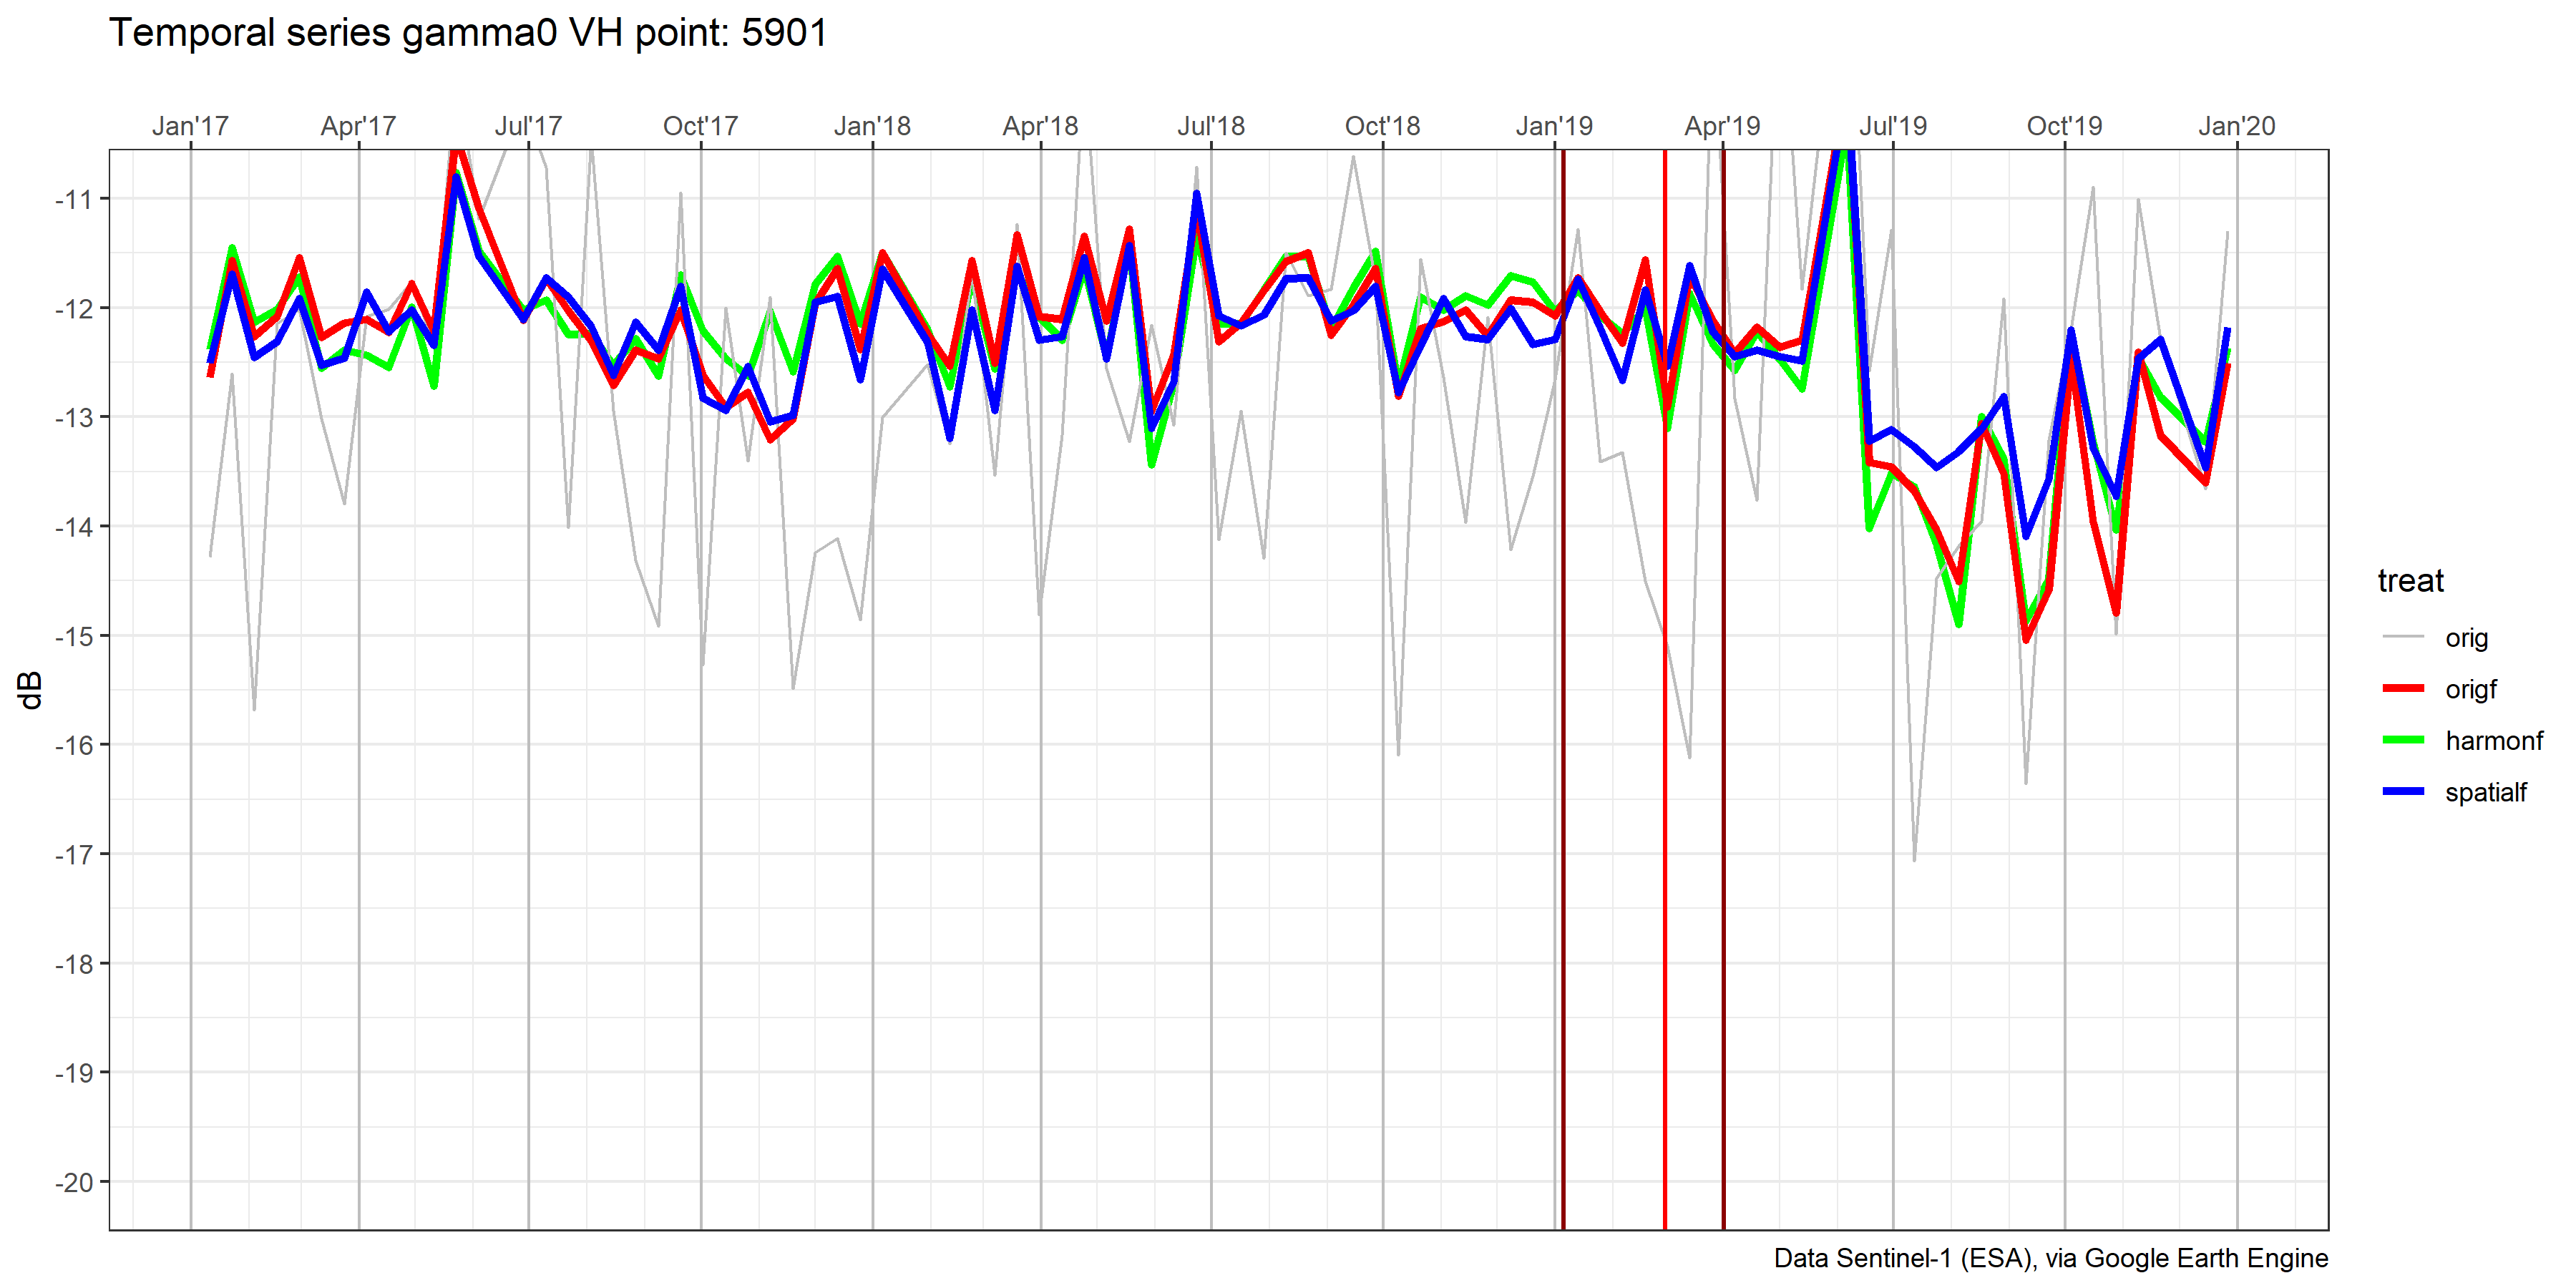 Temporal series gamma0 VH point: 5901
Jan'17 Apr'17 Jul'17 Oct'17 Jan'18 Apr'18 Jul'18 Oct'18 Jan'19 Apr'19 Jul'19 Oct'19 Jan'20
-11
-12
-13
-14
-15
-16
-17
-18
-19
-20
dB
treat
orig
origf
harmonf
spatialf
Data Sentinel-1 (ESA), via Google Earth Engine